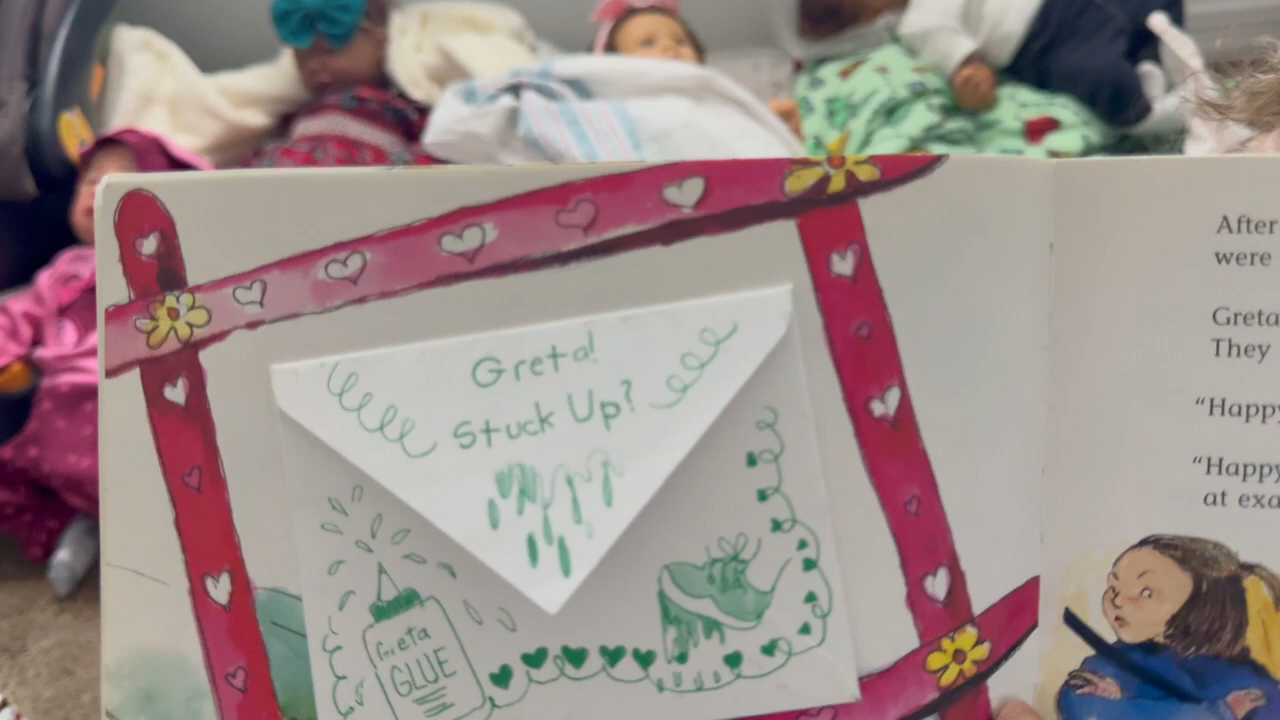 Greta!
Stuck Up?
Greta
GLUE
After
were
Greta
They
“Happy
“Happy
at exa